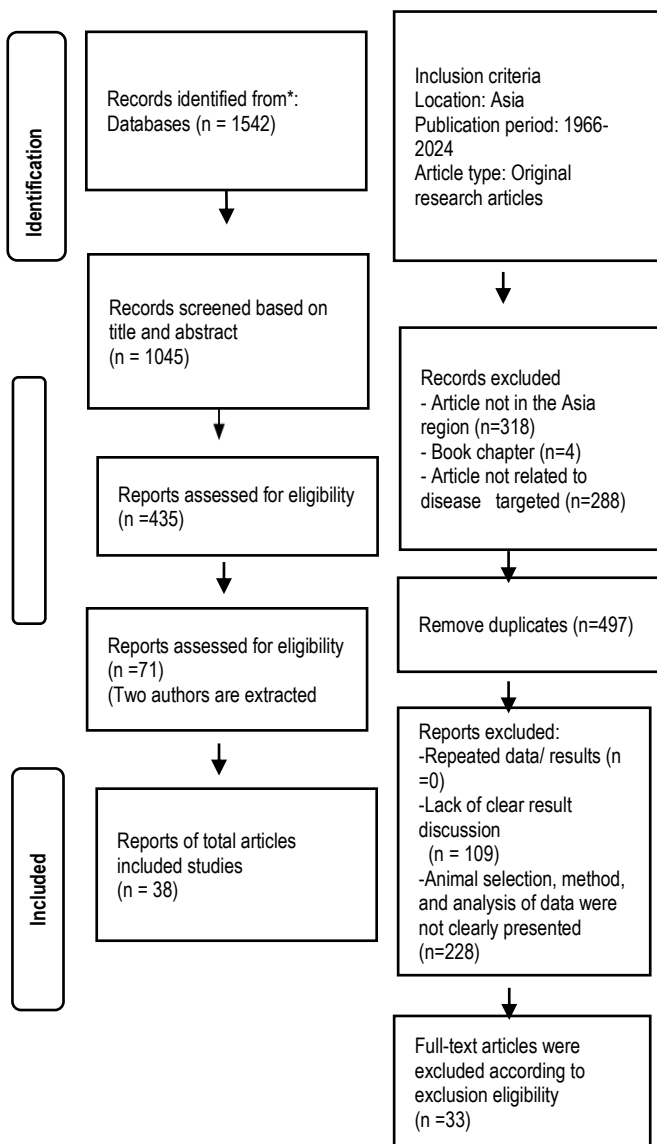 Identification
Records identified from*:
Databases (n = 1542)
Records screened based on
title and abstract
(n = 1045)
Reports assessed for eligibility
(n =435)
Reports assessed for eligibility
(n =71)
(Two authors are extracted
Included
Reports of total articles
included studies
(n = 38)
Inclusion criteria
Location: Asia
Publication period: 1966-
2024
Article type: Original
research articles
Records excluded
- Article not in the Asia
region (n=318)
- Book chapter (n=4)
- Article not related to
disease targeted (n=288)
Remove duplicates (n=497)
Reports excluded:
-Repeated data/ results (n
=0)
-Lack of clear result
discussion
(n = 109)
-Animal selection, method,
and analysis of data were
not clearly presented
(n=228)
Full-text articles were
excluded according to
exclusion eligibility
(n =33)